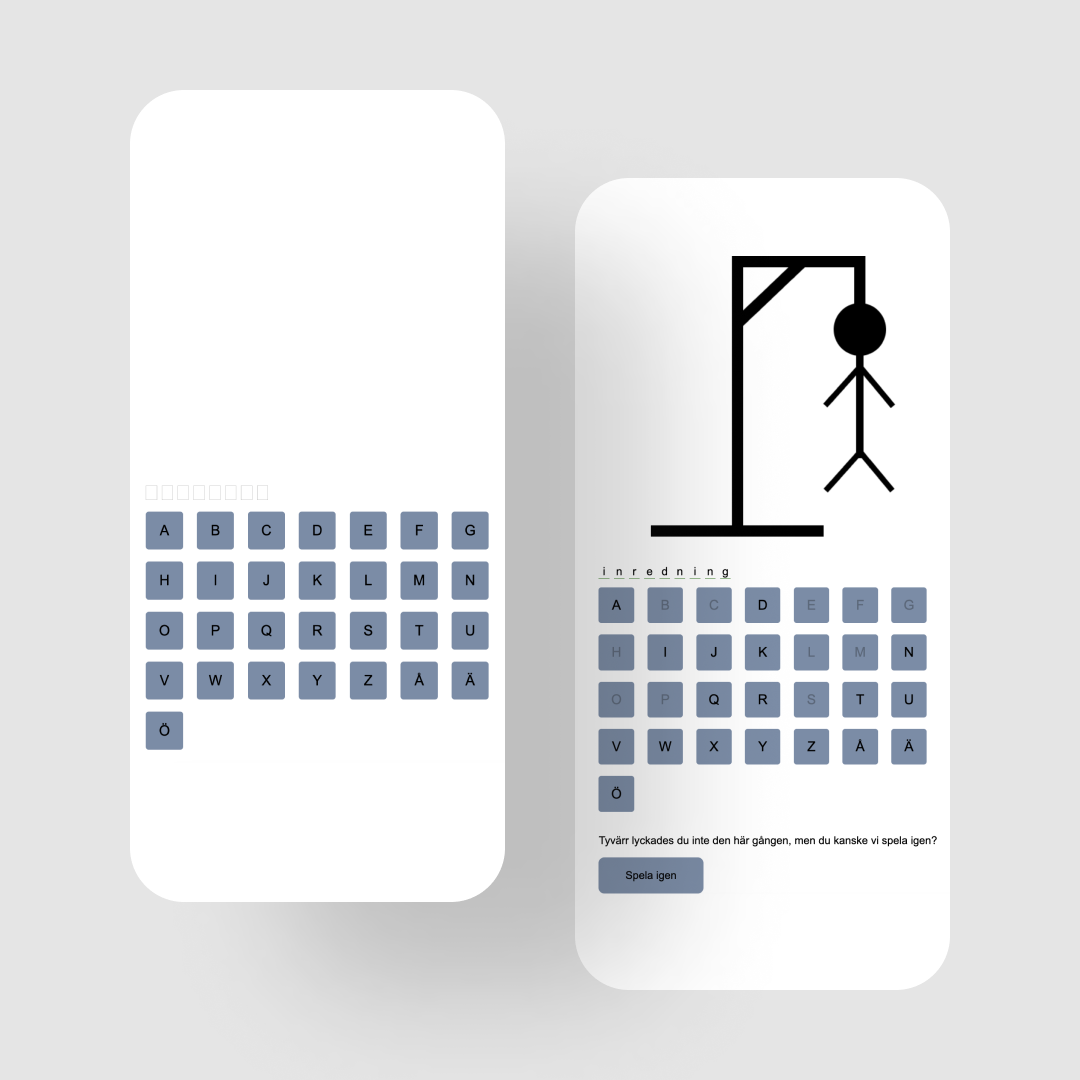 A B C D E F G
H I J K L M N
O P Q R S T U
V W X Y Z Å Ä
Ö
i n r e d n i n g
A B C D E F G
H I J K L M N
O P Q R S T U
V W X Y Z Å Ä
Ö
Tyvärr lyckades du inte den här gången, men du kanske vi spela igen?
Spela igen